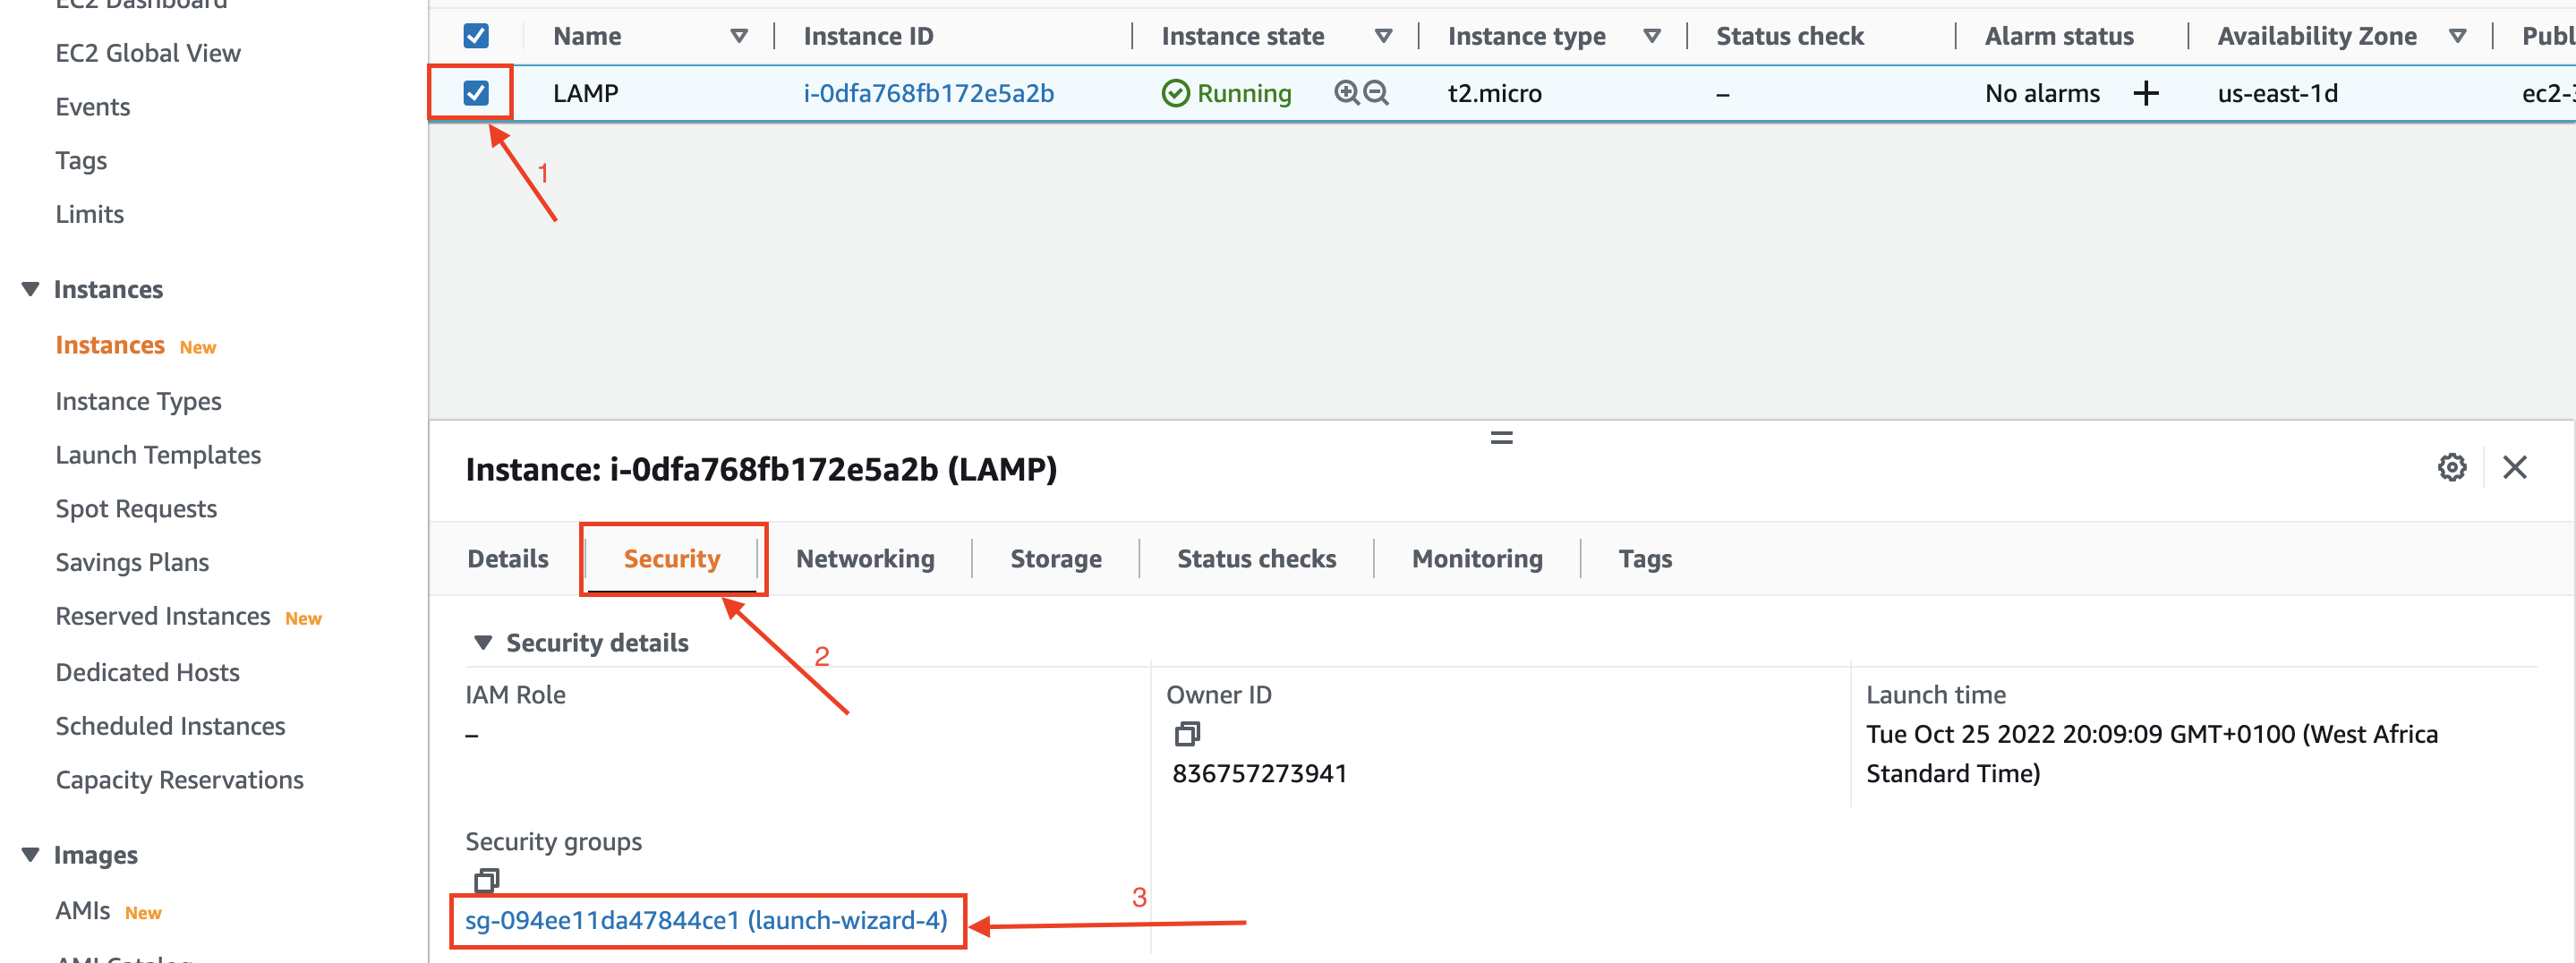 EC2 Dashboard
EC2 Global View
Events
Tags
Limits
Instances
Instances New
Instance Types
Launch Templates
Spot Requests
Savings Plans
Reserved Instances New
Dedicated Hosts
Scheduled Instances
Capacity Reservations
Images
AMIs New
AMI Catalog
Name Instance ID Instance state Instance type Status check Alarm status Availability Zone Publ
LAMP i-0dfa768fb172e5a2b Running t2.micro – No alarms + us-east-1d ec2-3
1
Instance: i-0dfa768fb172e5a2b (LAMP)
Details Security Networking Storage Status checks Monitoring Tags
2
Security details
IAM Role
–
Owner ID
836757273941
Launch time
Tue Oct 25 2022 20:09:09 GMT+0100 (West Africa
Standard Time)
Security groups
3
sg-094ee11da47844ce1 (launch-wizard-4)